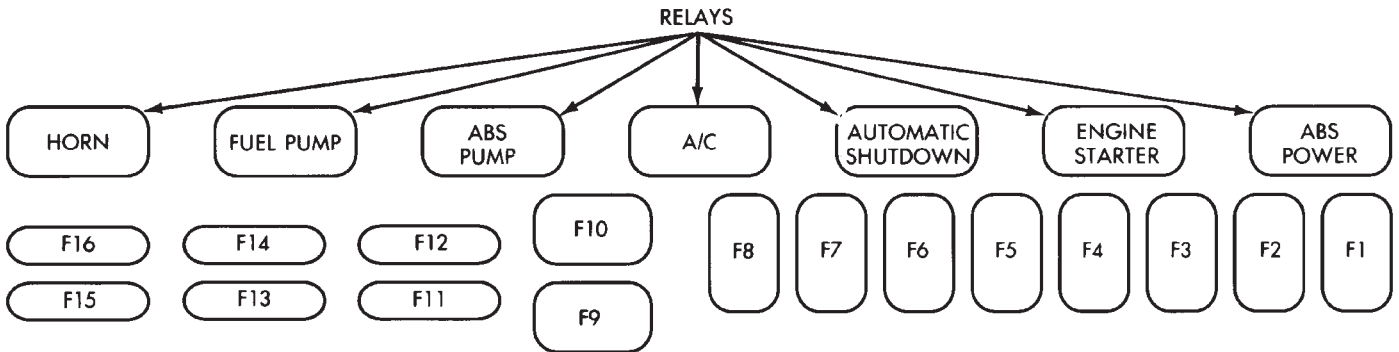 RELAYS
HORN
FUEL PUMP
ABS
PUMP
A/C
AUTOMATIC
SHUTDOWN
ENGINE
STARTER
ABS
POWER
F16
F14
F12
F10
F8
F7
F6
F5
F4
F3
F2
F1
F15
F13
F11
F9